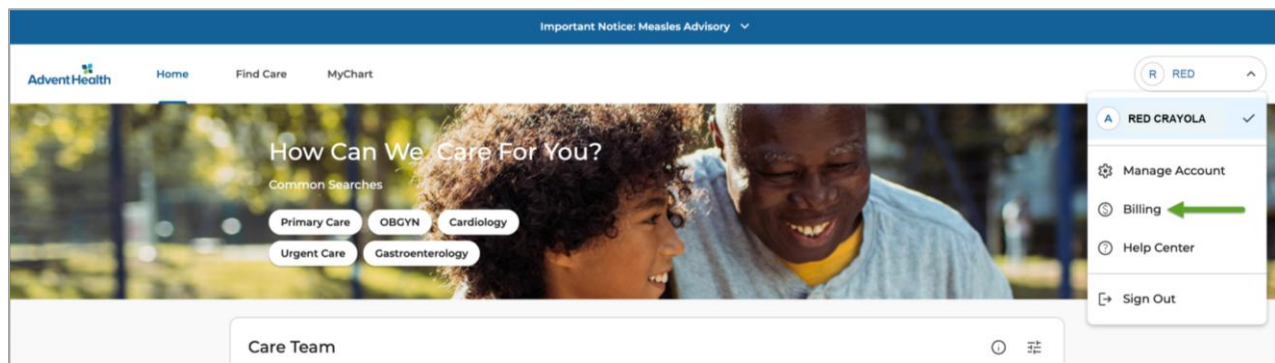 Important Notice: Measles Advisory
AdventHealth
Home
Find Care
MyChart
R RED
A RED CRAYOLA
Manage Account
Billing
Help Center
Sign Out
How Can We Care For You?
Common Searches
Primary Care
OBGYN
Cardiology
Urgent Care
Gastroenterology
Care Team